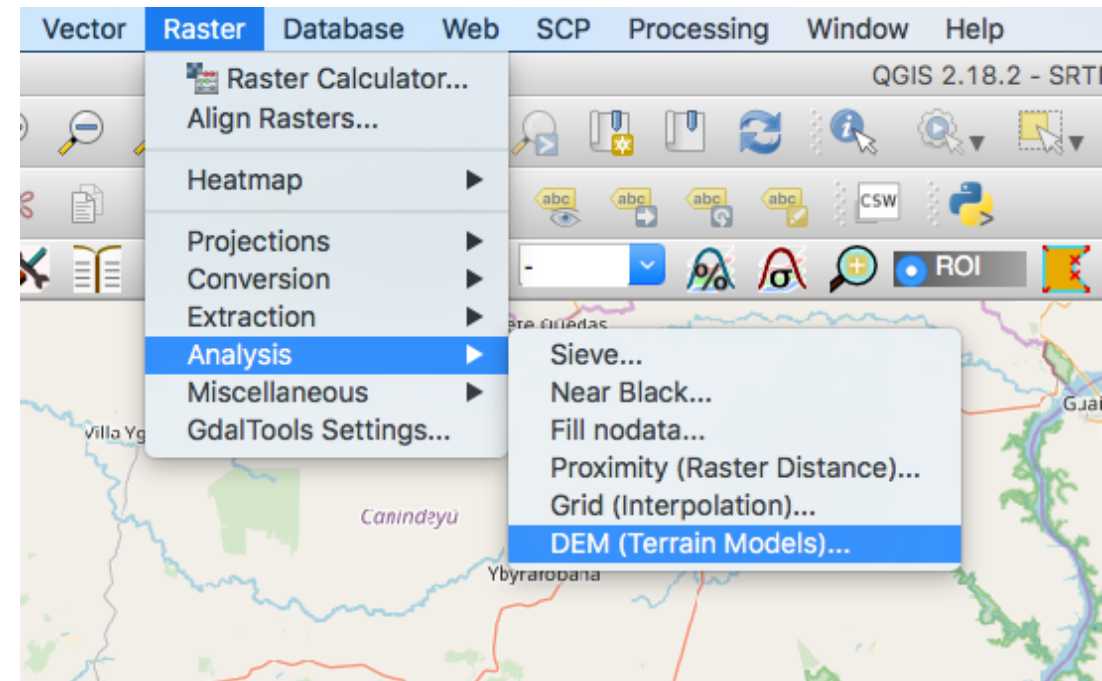 Vector Raster Database Web SCP Processing Window Help
Raster Calculator...
QGIS 2.18.2 - SRT
Align Rasters...
Heatmap
abc abc abc abc CSW
Projections
Conversion
- % σ ROI
Extraction
Analysis
Sieve...
Miscellaneous
Near Black...
GdalTools Settings...
Fill nodata...
Villa Yg
Proximity (Raster Distance)...
Grid (Interpolation)...
Canindeyú
DEM (Terrain Models)...